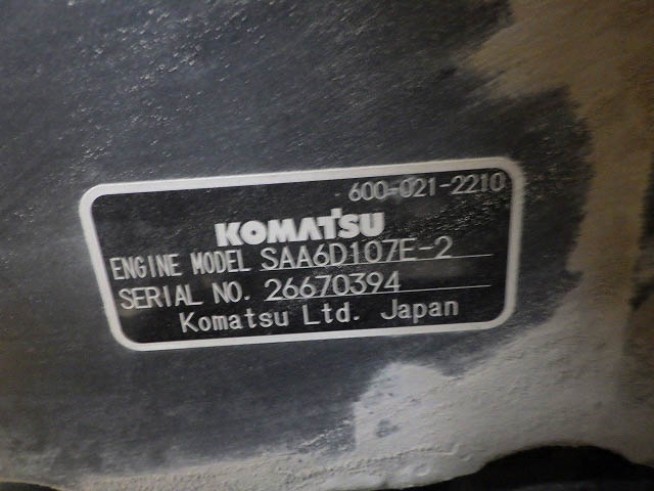 600-021-2210
KOMATSU
ENGINE MODEL SAA6D107E-2
SERIAL NO. 26670394
Komatsu Ltd. Japan